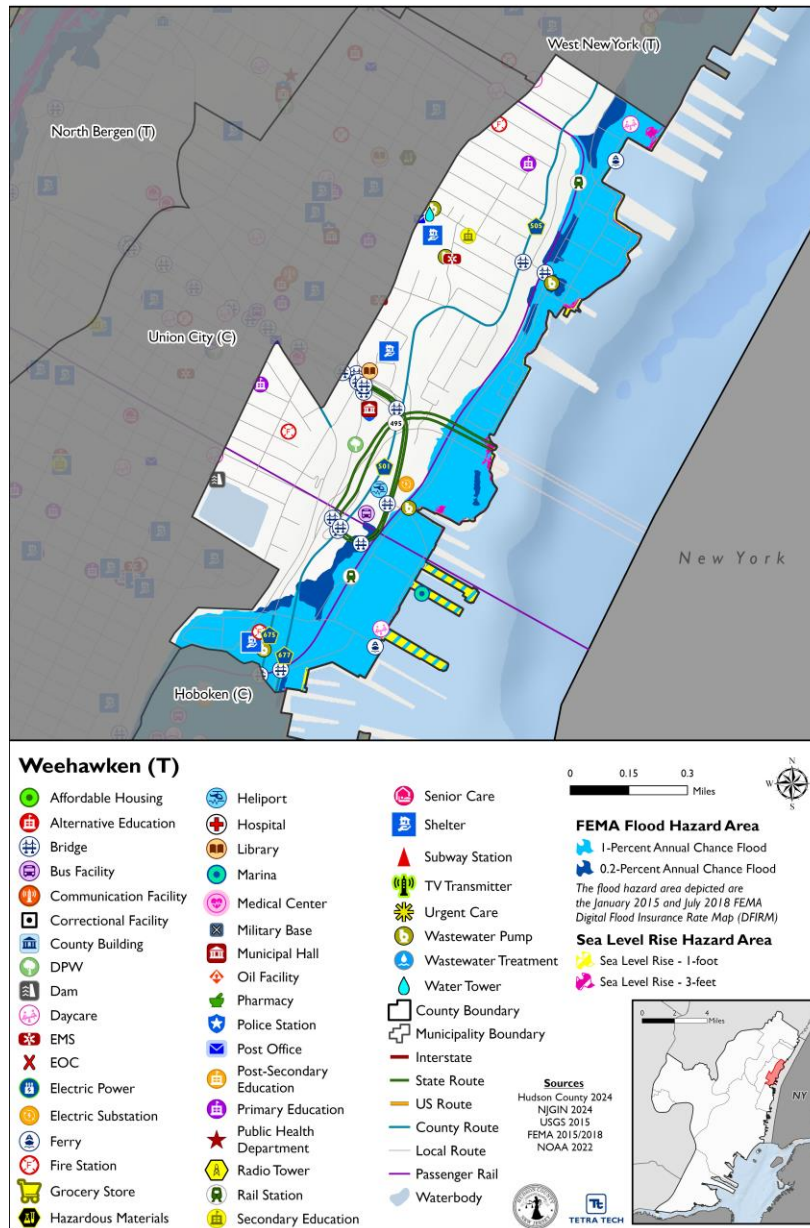 West New York (T)
North Bergen (T)
505
Union City (C)
495
501
New York
675
677
Hoboken (C)
Weehawken (T)
Affordable Housing
Alternative Education
Bridge
Bus Facility
Communication Facility
Correctional Facility
County Building
DPW
Dam
Daycare
EMS
EOC
Electric Power
Electric Substation
Ferry
Fire Station
Grocery Store
Hazardous Materials
Heliport
Hospital
Library
Marina
Medical Center
Military Base
Municipal Hall
Oil Facility
Pharmacy
Police Station
Post Office
Post-Secondary
Education
Primary Education
Public Health
Department
Radio Tower
Rail Station
Secondary Education
Senior Care
Shelter
Subway Station
TV Transmitter
Urgent Care
Wastewater Pump
Wastewater Treatment
Water Tower
County Boundary
Municipality Boundary
Interstate
State Route
US Route
County Route
Local Route
Passenger Rail
Waterbody
0 0.15 0.3
Miles
N
W E
S
FEMA Flood Hazard Area
1-Percent Annual Chance Flood
0.2-Percent Annual Chance Flood
The flood hazard area depicted are
the January 2015 and July 2018 FEMA
Digital Flood Insurance Rate Map (DFIRM)
Sea Level Rise Hazard Area
Sea Level Rise - 1-foot
Sea Level Rise - 3-feet
Sources
Hudson County 2024
NJGIN 2024
USGS 2015
FEMA 2015/2018
NOAA 2022
TETRA TECH
0 2 4
Miles
NY